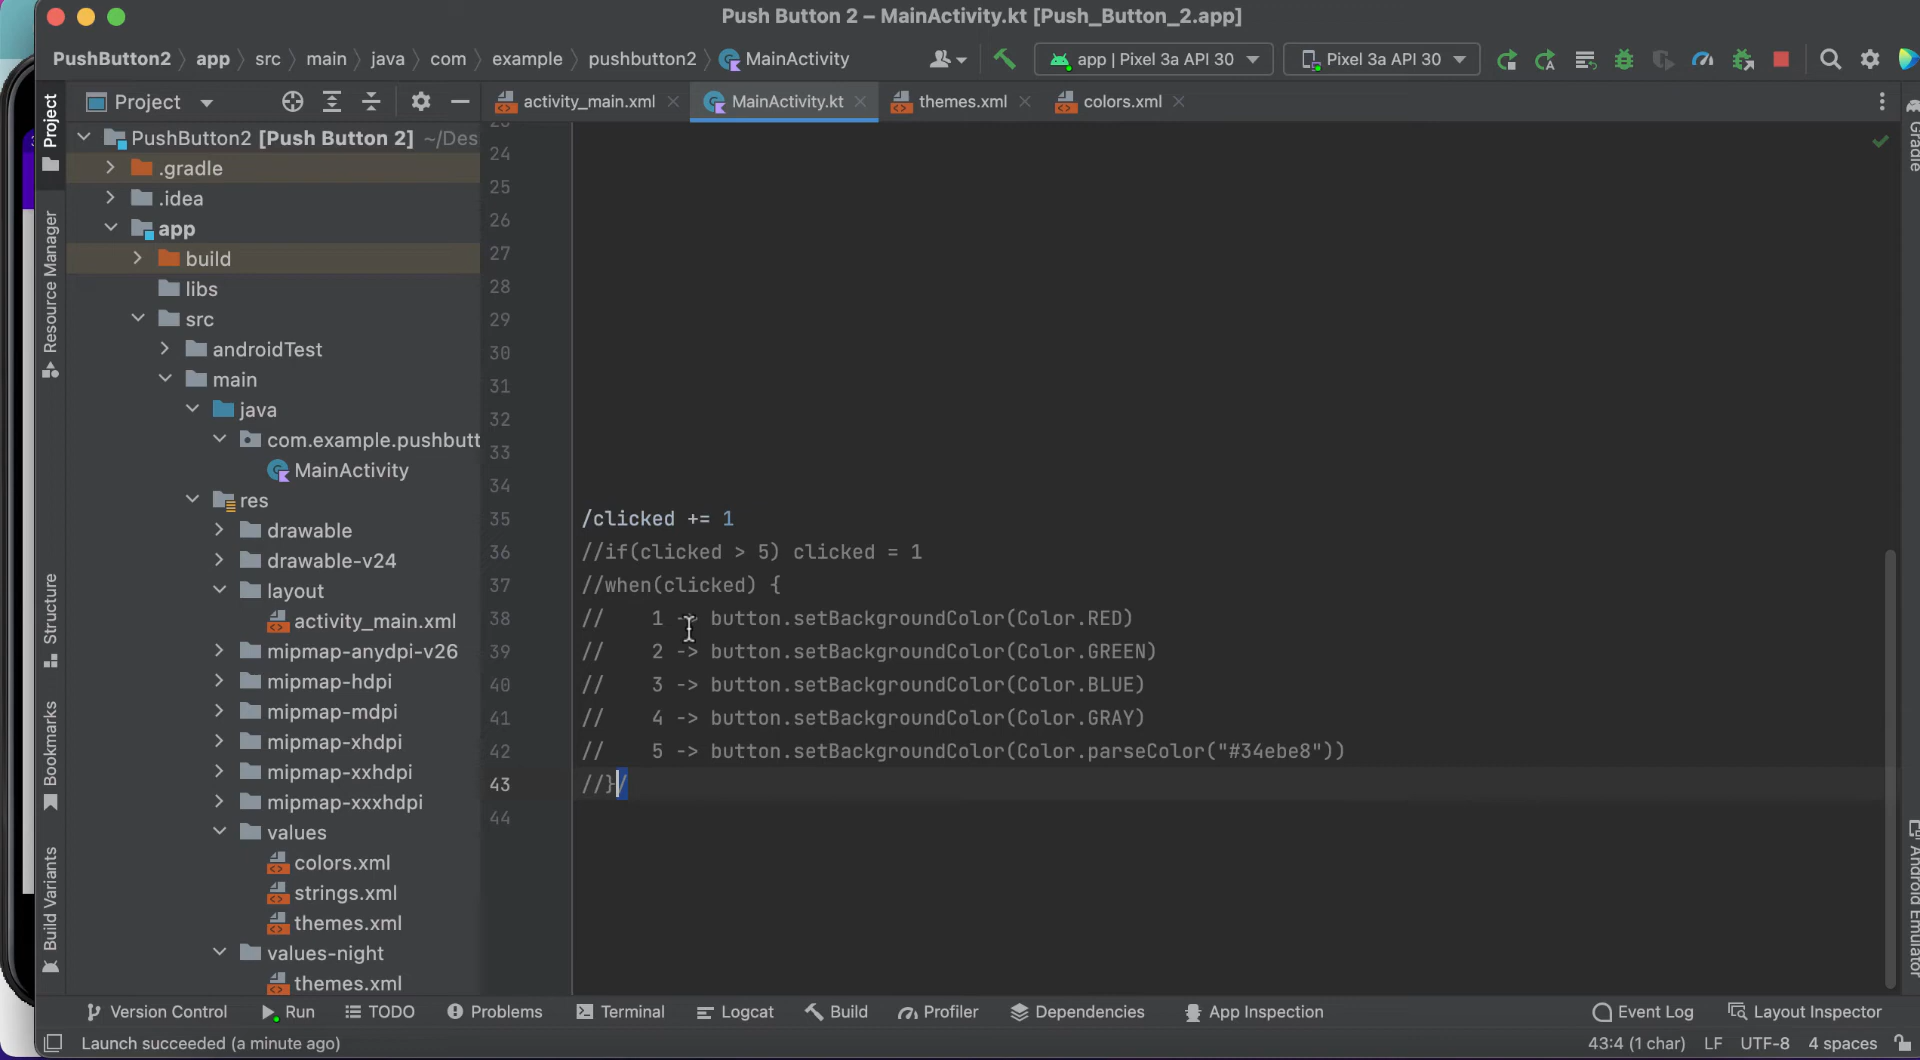 Push Button 2 – MainActivity.kt [Push_Button_2.app]
PushButton2 app src main java com example pushbutton2 MainActivity
app | Pixel 3a API 30
Pixel 3a API 30
Project
activity_main.xml
MainActivity.kt
themes.xml
colors.xml
Project
Resource Manager
Structure
Bookmarks
Build Variants
PushButton2 [Push Button 2] ~/Des
.gradle
.idea
app
build
libs
src
androidTest
main
java
com.example.pushbutt
MainActivity
res
drawable
drawable-v24
layout
activity_main.xml
mipmap-anydpi-v26
mipmap-hdpi
mipmap-mdpi
mipmap-xhdpi
mipmap-xxhdpi
mipmap-xxxhdpi
values
colors.xml
strings.xml
themes.xml
values-night
themes.xml
24
25
26
27
28
29
30
31
32
33
34
35 /clicked += 1
36 //if(clicked > 5) clicked = 1
37 //when(clicked) {
38 //    1 -> button.setBackgroundColor(Color.RED)
39 //    2 -> button.setBackgroundColor(Color.GREEN)
40 //    3 -> button.setBackgroundColor(Color.BLUE)
41 //    4 -> button.setBackgroundColor(Color.GRAY)
42 //    5 -> button.setBackgroundColor(Color.parseColor("#34ebe8"))
43 //}/
44
Gradle
Android Emulator
Version Control Run TODO Problems Terminal Logcat Build Profiler Dependencies App Inspection Event Log Layout Inspector
Launch succeeded (a minute ago) 43:4 (1 char) LF UTF-8 4 spaces